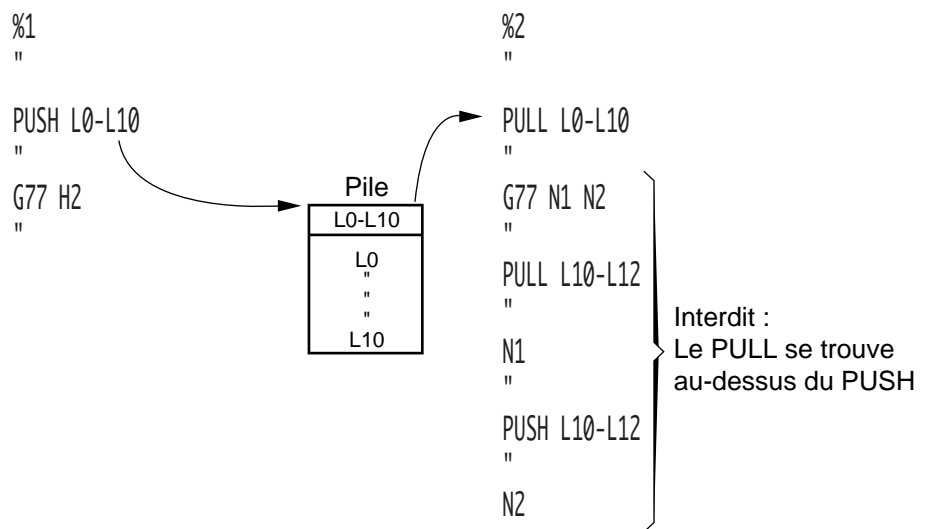 %1
"
PUSH L0-L10
"
G77 H2
"
Pile
L0-L10
L0
"
"
"
L10
%2
"
PULL L0-L10
"
G77 N1 N2
"
PULL L10-L12
"
N1
"
PUSH L10-L12
"
N2
Interdit :
Le PULL se trouve
au-dessus du PUSH